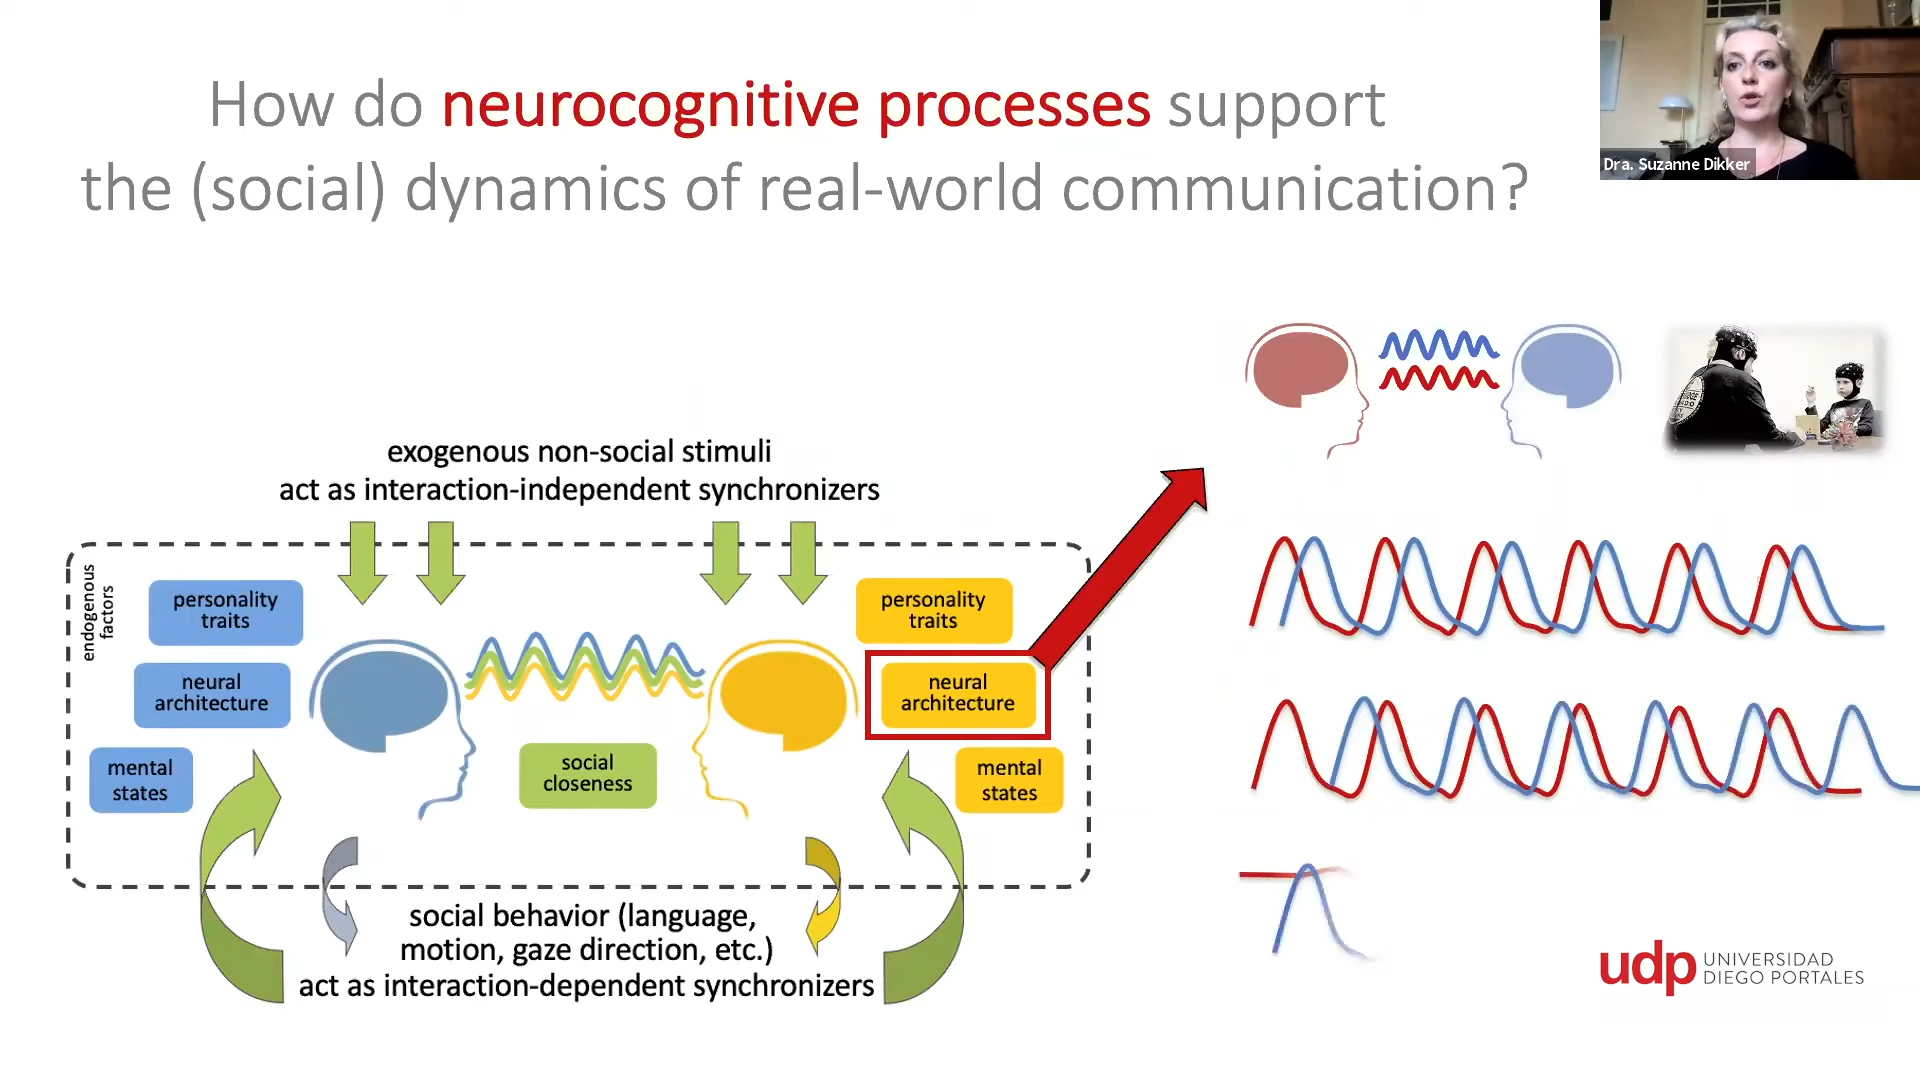 How do neurocognitive processes support
the (social) dynamics of real-world communication?
Dra. Suzanne Dikker
exogenous non-social stimuli
act as interaction-independent synchronizers
endogenous
factors
personality
traits
neural
architecture
mental
states
social
closeness
personality
traits
neural
architecture
mental
states
social behavior (language,
motion, gaze direction, etc.)
act as interaction-dependent synchronizers
udp UNIVERSIDAD
DIEGO PORTALES